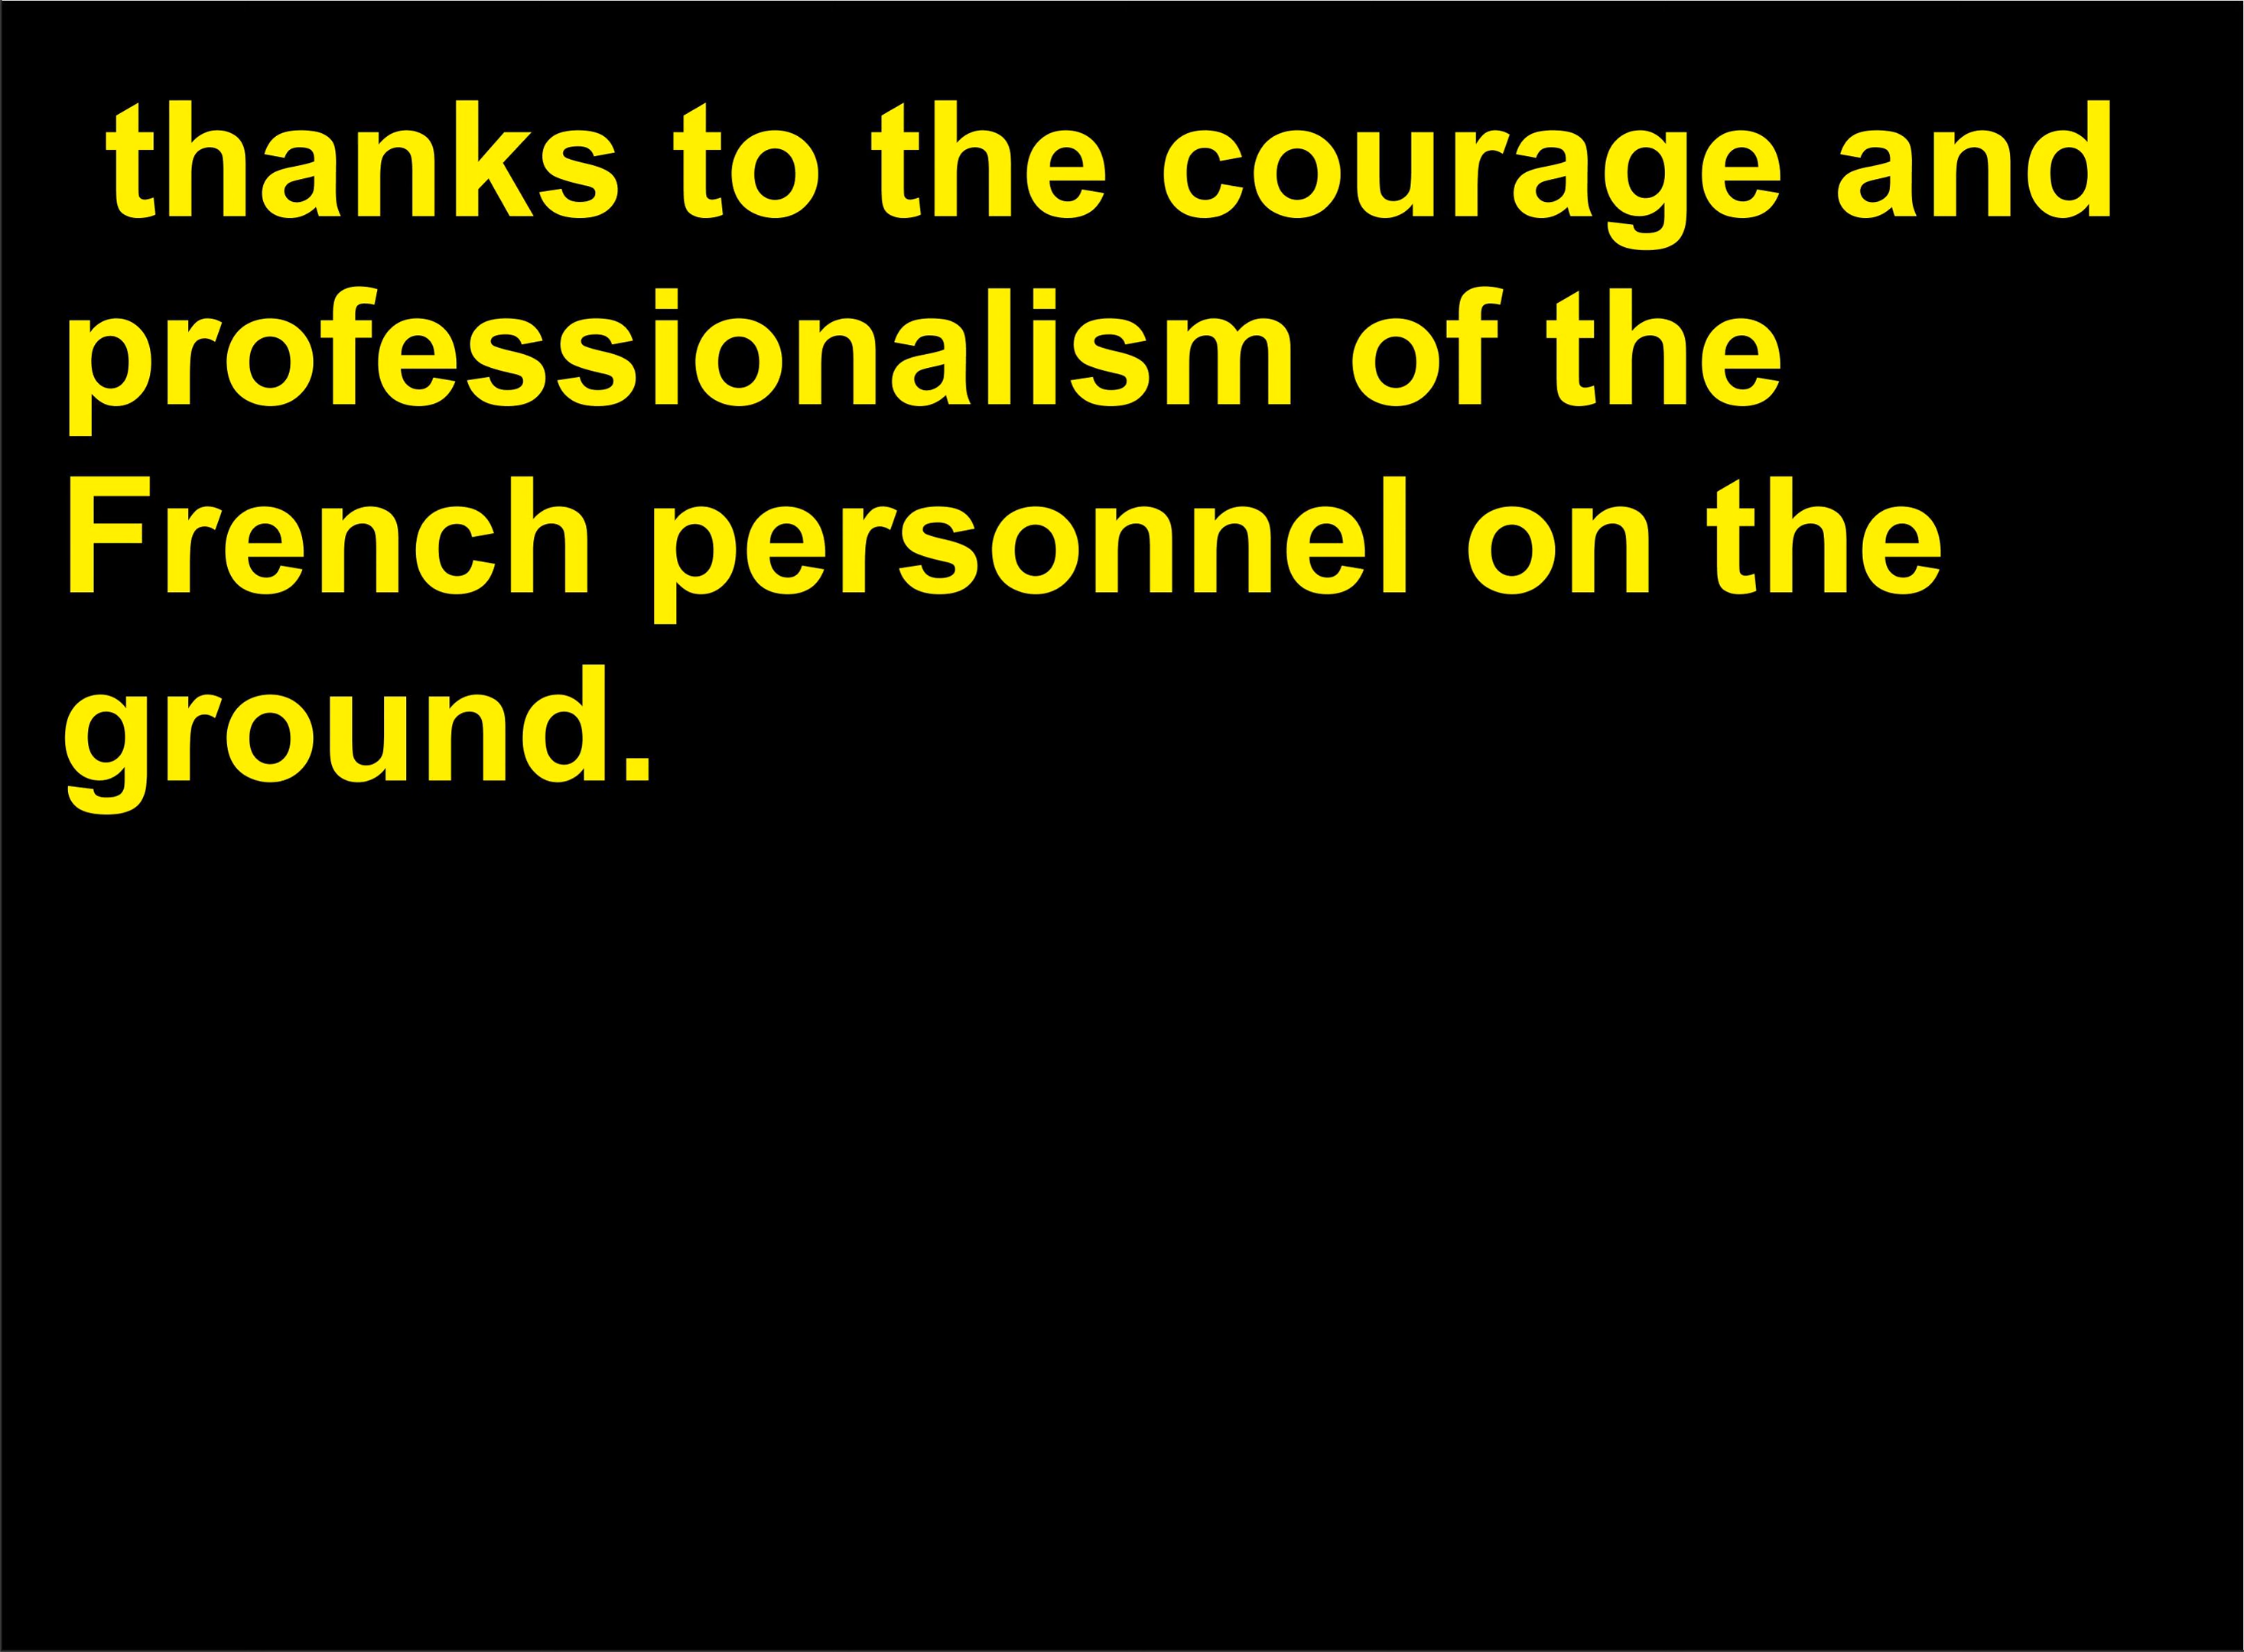 thanks to the courage and
professionalism of the
French personnel on the
ground.